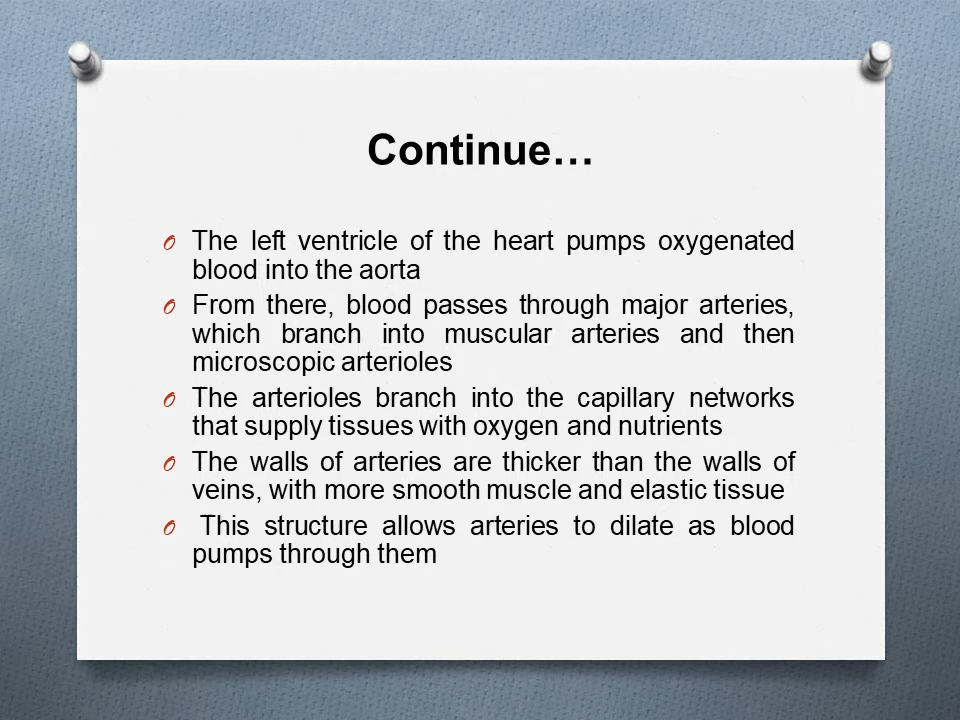 Continue…
O The left ventricle of the heart pumps oxygenated
blood into the aorta
O From there, blood passes through major arteries,
which branch into muscular arteries and then
microscopic arterioles
O The arterioles branch into the capillary networks
that supply tissues with oxygen and nutrients
O The walls of arteries are thicker than the walls of
veins, with more smooth muscle and elastic tissue
O This structure allows arteries to dilate as blood
pumps through them